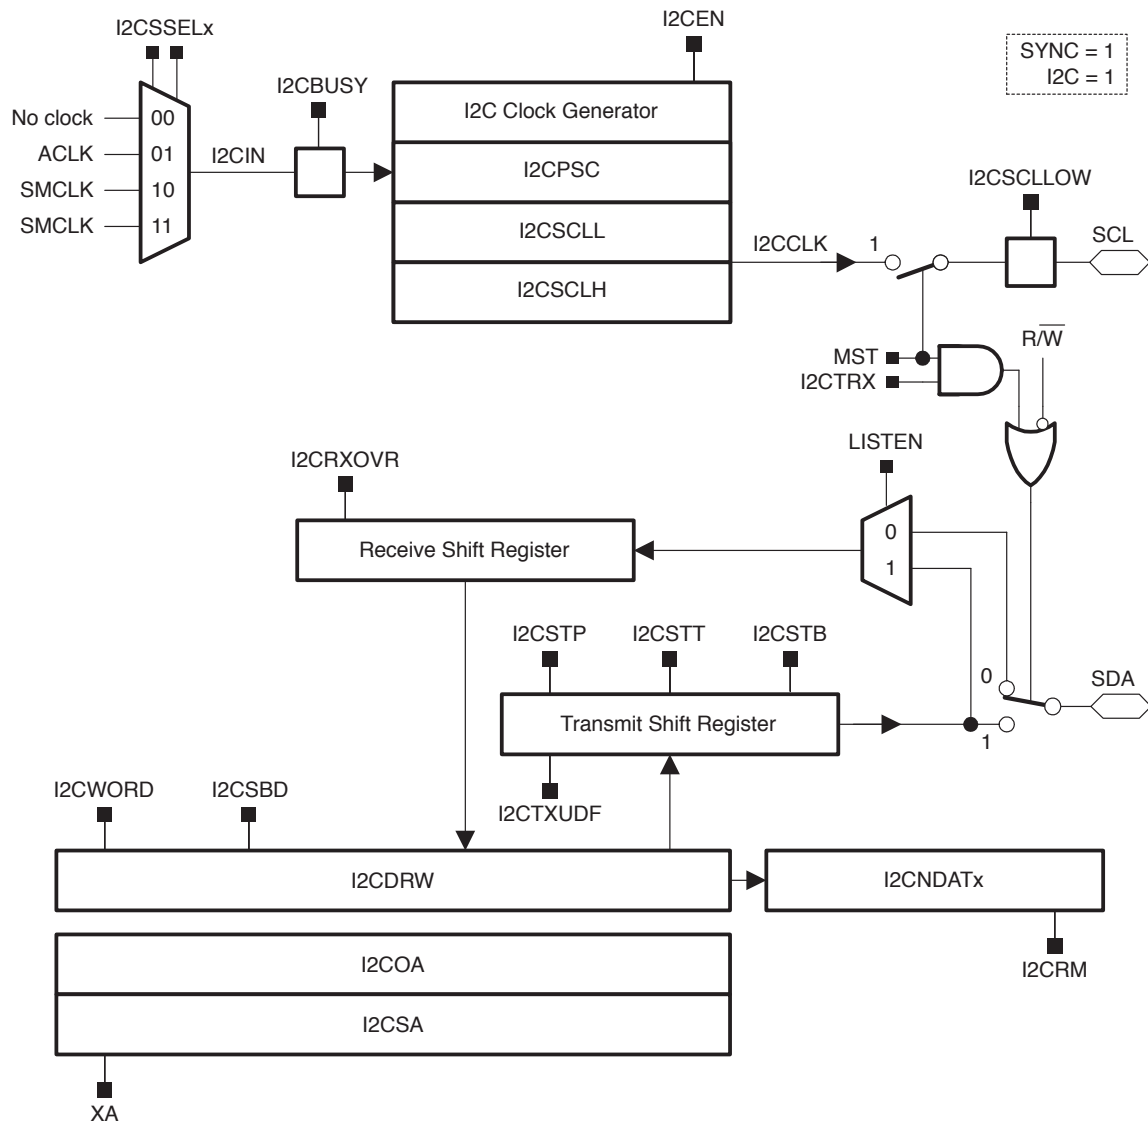 I2CEN
I2CSSELx
SYNC = 1
I2C = 1
I2CBUSY
No clock
00
I2C Clock Generator
ACLK
01
I2CIN
I2CPSC
SMCLK
10
I2CSCLLOW
SMCLK
11
I2CSCLL
I2CCLK
1
SCL
I2CSCLH
R/W̅
MST
I2CTRX
LISTEN
I2CRXOVR
0
Receive Shift Register
1
I2CSTP
I2CSTT
I2CSTB
0
SDA
Transmit Shift Register
1
I2CWORD
I2CSBD
I2CTXUDF
I2CDRW
I2CNDATx
I2COA
I2CRM
I2CSA
XA